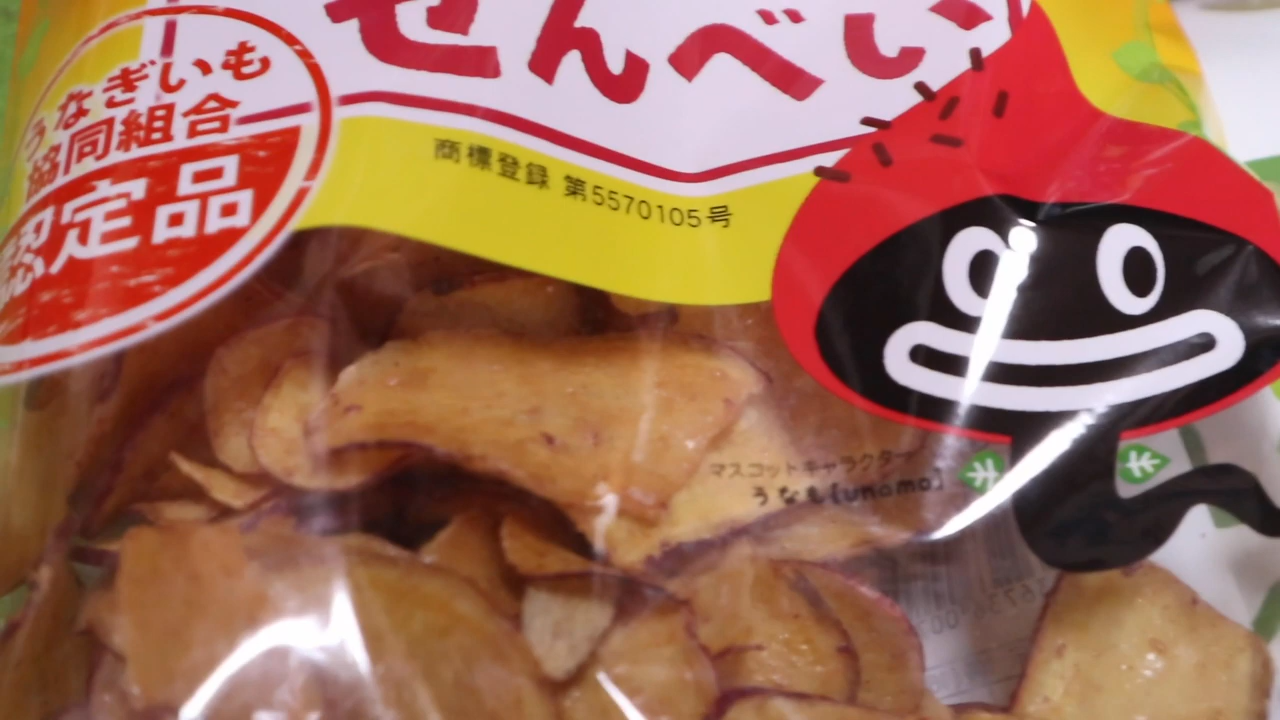 せんべい
うなぎいも
協同組合
認定品
商標登録 第5570105号
マスコットキャラクター
うなも【unamo】